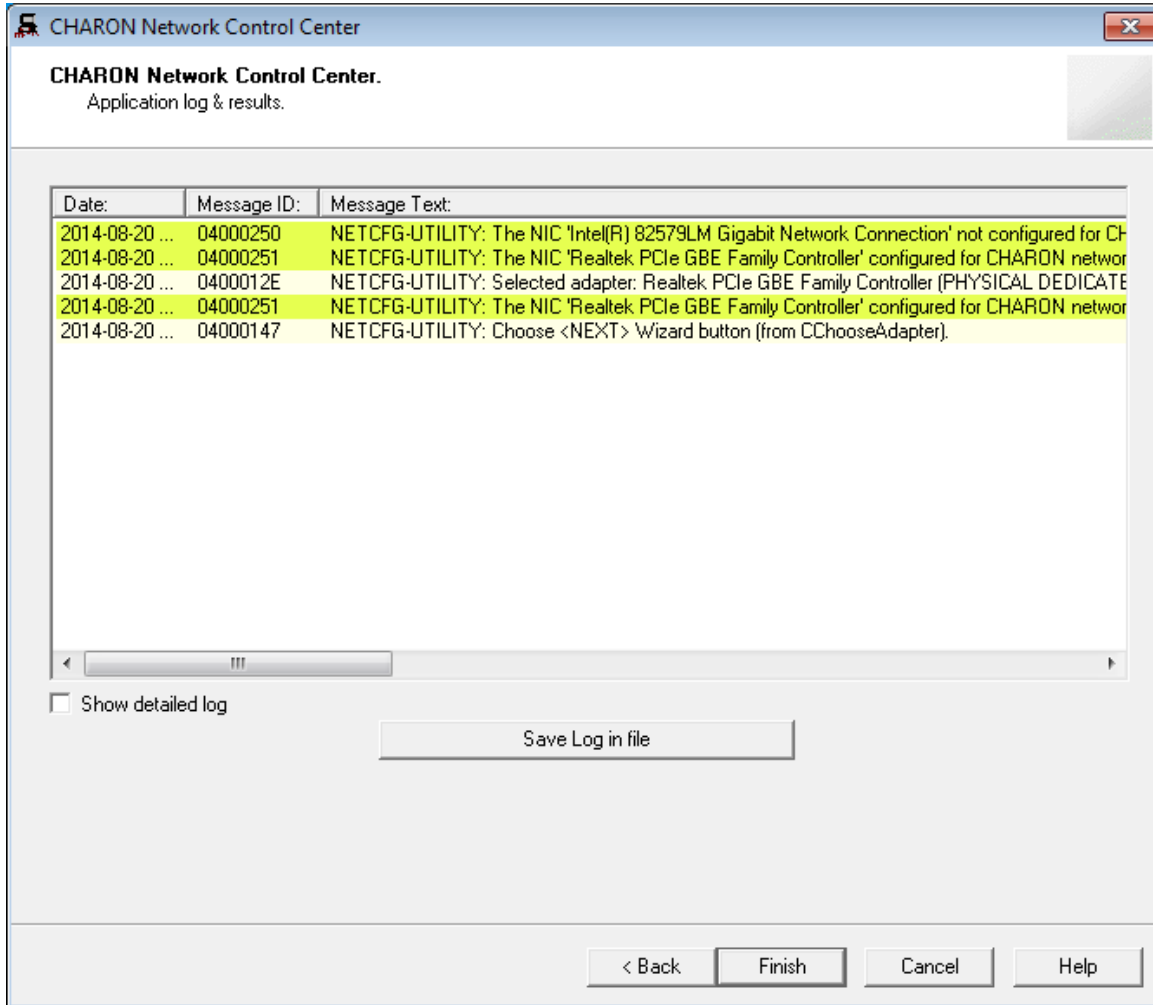 CHARON Network Control Center
CHARON Network Control Center.
Application log & results.
Date: Message ID: Message Text:
2014-08-20 ... 04000250 NETCFG-UTILITY: The NIC 'Intel(R) 82579LM Gigabit Network Connection' not configured for CH
2014-08-20 ... 04000251 NETCFG-UTILITY: The NIC 'Realtek PCIe GBE Family Controller' configured for CHARON networ
2014-08-20 ... 0400012E NETCFG-UTILITY: Selected adapter: Realtek PCIe GBE Family Controller (PHYSICAL DEDICATE
2014-08-20 ... 04000251 NETCFG-UTILITY: The NIC 'Realtek PCIe GBE Family Controller' configured for CHARON networ
2014-08-20 ... 04000147 NETCFG-UTILITY: Choose <NEXT> Wizard button (from CChooseAdapter).
Show detailed log
Save Log in file
< Back Finish Cancel Help